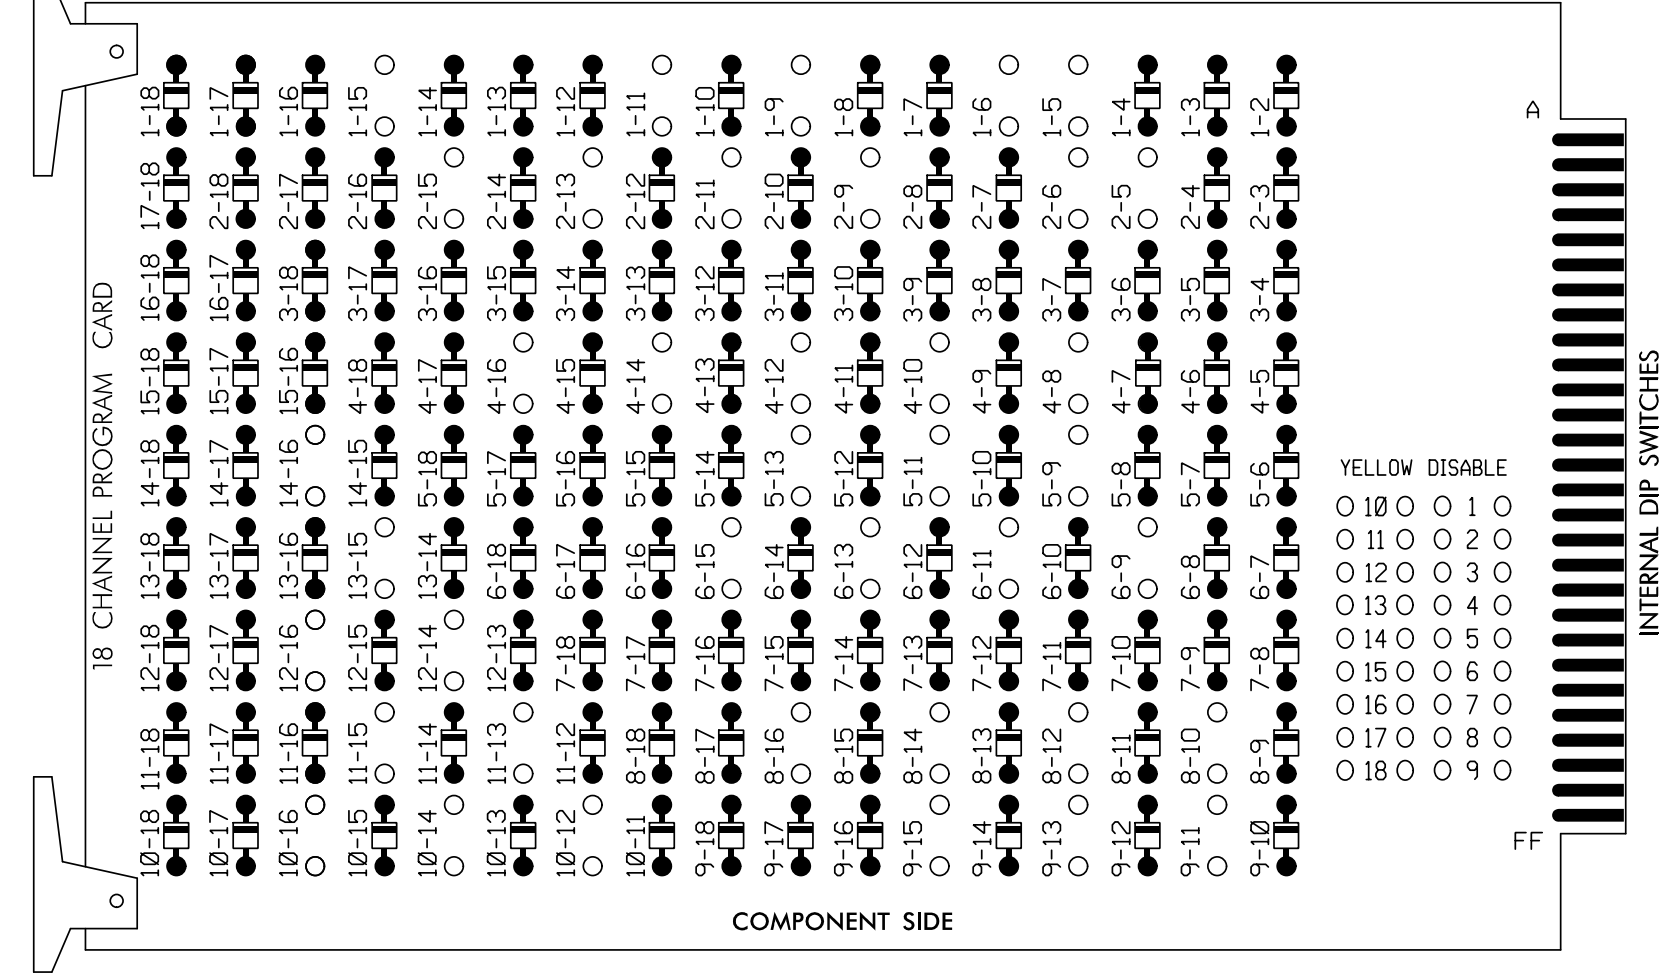 1-18 1-17 1-16 1-15 1-14 1-13 1-12 1-11 1-10 1-9 1-8 1-7 1-6 1-5 1-4 1-3 1-2
A
17-18 2-18 2-17 2-16 2-15 2-14 2-13 2-12 2-11 2-10 2-9 2-8 2-7 2-6 2-5 2-4 2-3
16-18 16-17 3-18 3-17 3-16 3-15 3-14 3-13 3-12 3-11 3-10 3-9 3-8 3-7 3-6 3-5 3-4
15-18 15-17 15-16 4-18 4-17 4-16 4-15 4-14 4-13 4-12 4-11 4-10 4-9 4-8 4-7 4-6 4-5
14-18 14-17 14-16 14-15 5-18 5-17 5-16 5-15 5-14 5-13 5-12 5-11 5-10 5-9 5-8 5-7 5-6
13-18 13-17 13-16 13-15 13-14 6-18 6-17 6-16 6-15 6-14 6-13 6-12 6-11 6-10 6-9 6-8 6-7
12-18 12-17 12-16 12-15 12-14 12-13 7-18 7-17 7-16 7-15 7-14 7-13 7-12 7-11 7-10 7-9 7-8
11-18 11-17 11-16 11-15 11-14 11-13 11-12 8-18 8-17 8-16 8-15 8-14 8-13 8-12 8-11 8-10 8-9
10-18 10-17 10-16 10-15 10-14 10-13 10-12 10-11 9-18 9-17 9-16 9-15 9-14 9-13 9-12 9-11 9-10
18 CHANNEL PROGRAM CARD
YELLOW DISABLE
10 1
11 2
12 3
13 4
14 5
15 6
16 7
17 8
18 9
FF
INTERNAL DIP SWITCHES
COMPONENT SIDE